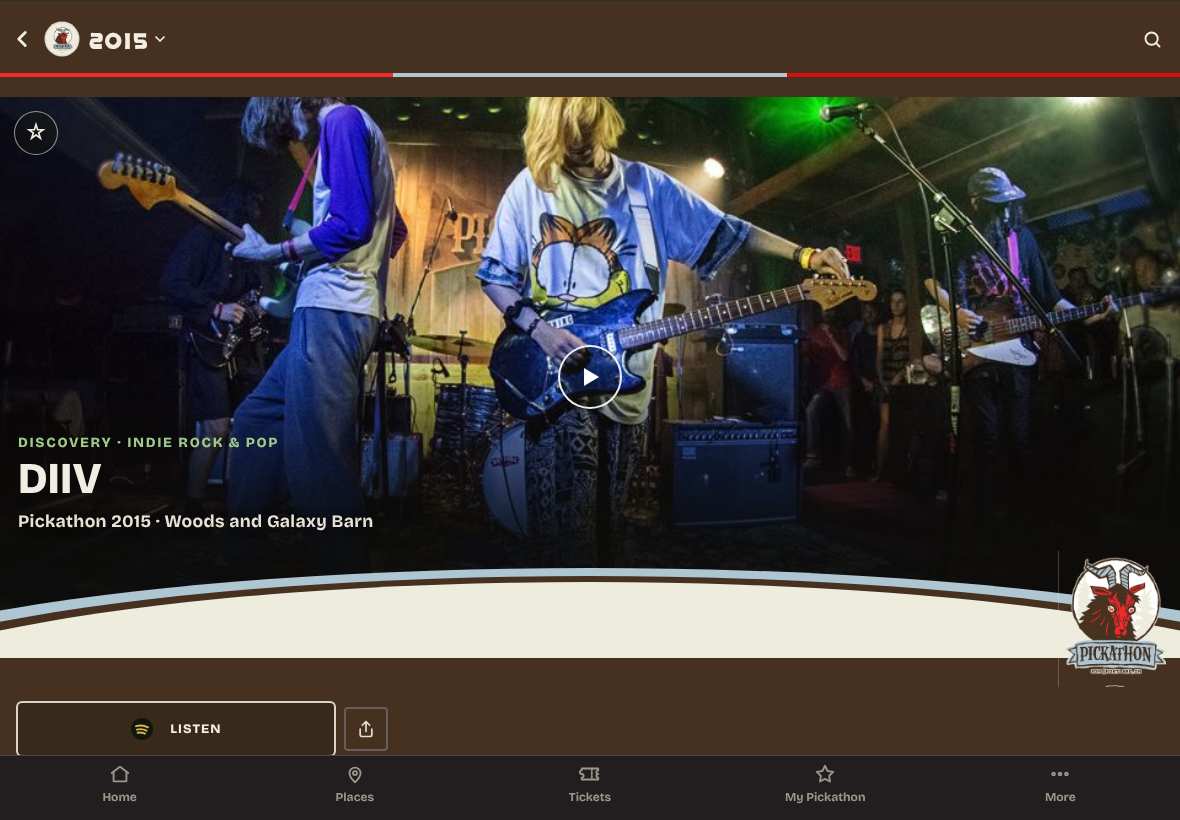 2015
DISCOVERY · INDIE ROCK & POP
DIIV
Pickathon 2015 · Woods and Galaxy Barn
PICKATHON
LISTEN
Home
Places
Tickets
My Pickathon
More